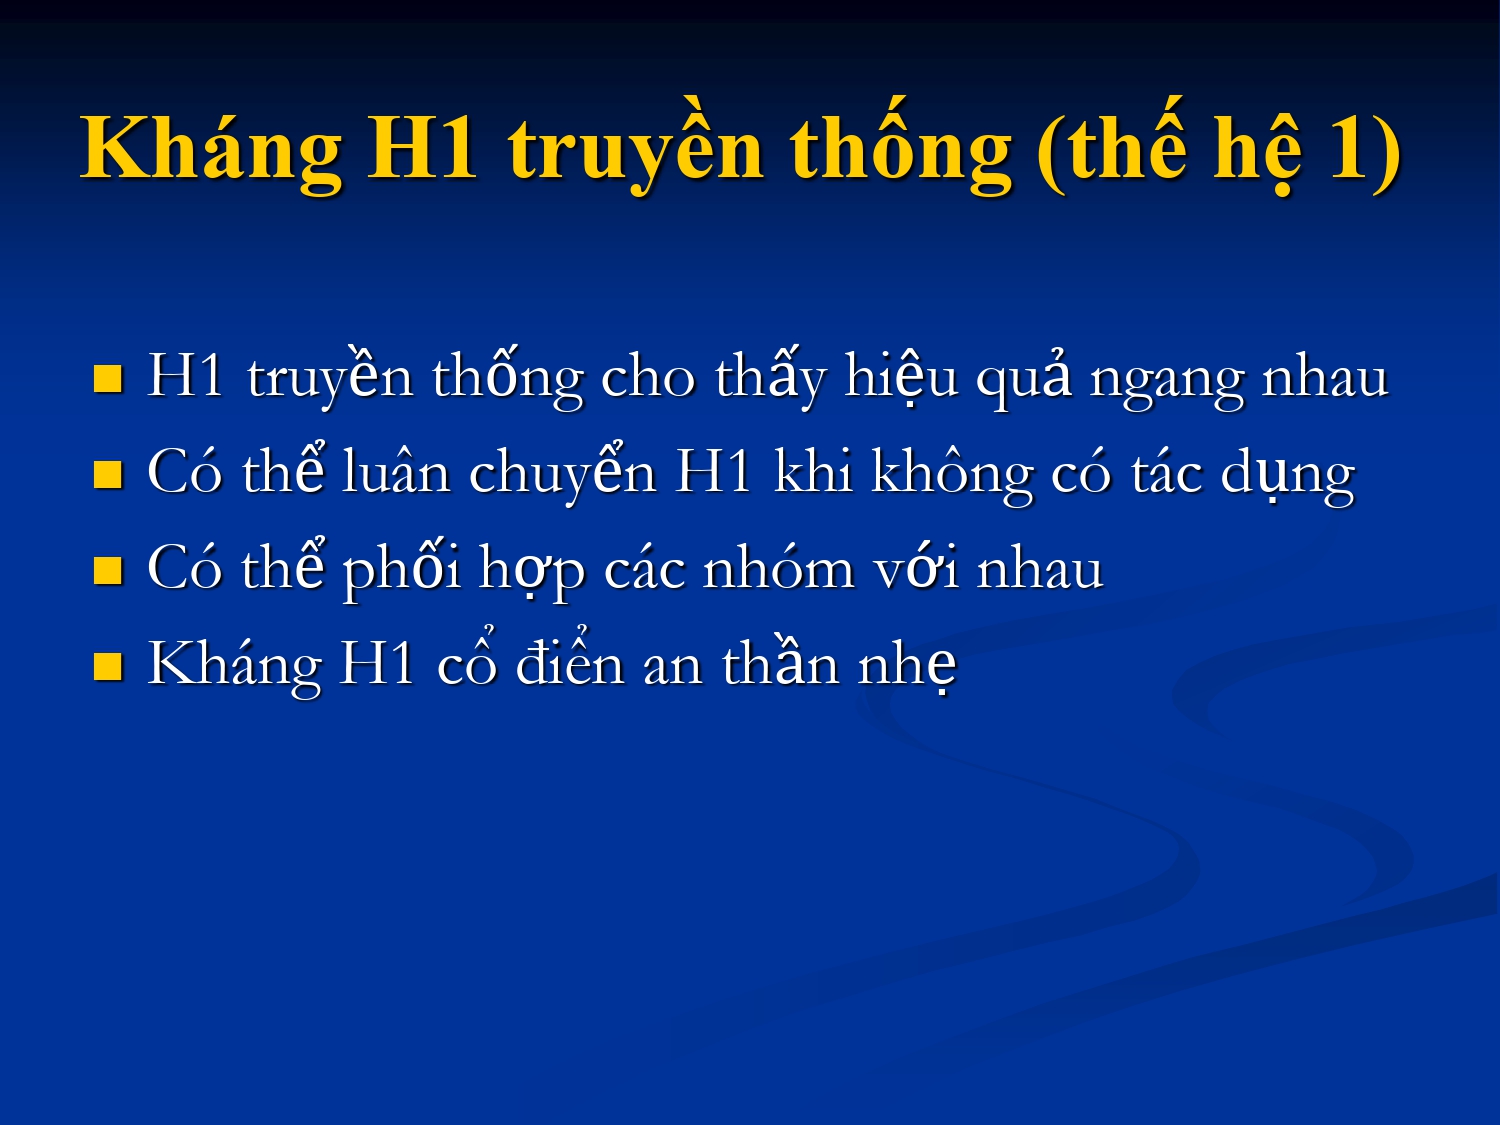 Kháng H1 truyền thống (thế hệ 1)
H1 truyền thống cho thấy hiệu quả ngang nhau
Có thể luân chuyển H1 khi không có tác dụng
Có thể phối hợp các nhóm với nhau
Kháng H1 cổ điển an thần nhẹ